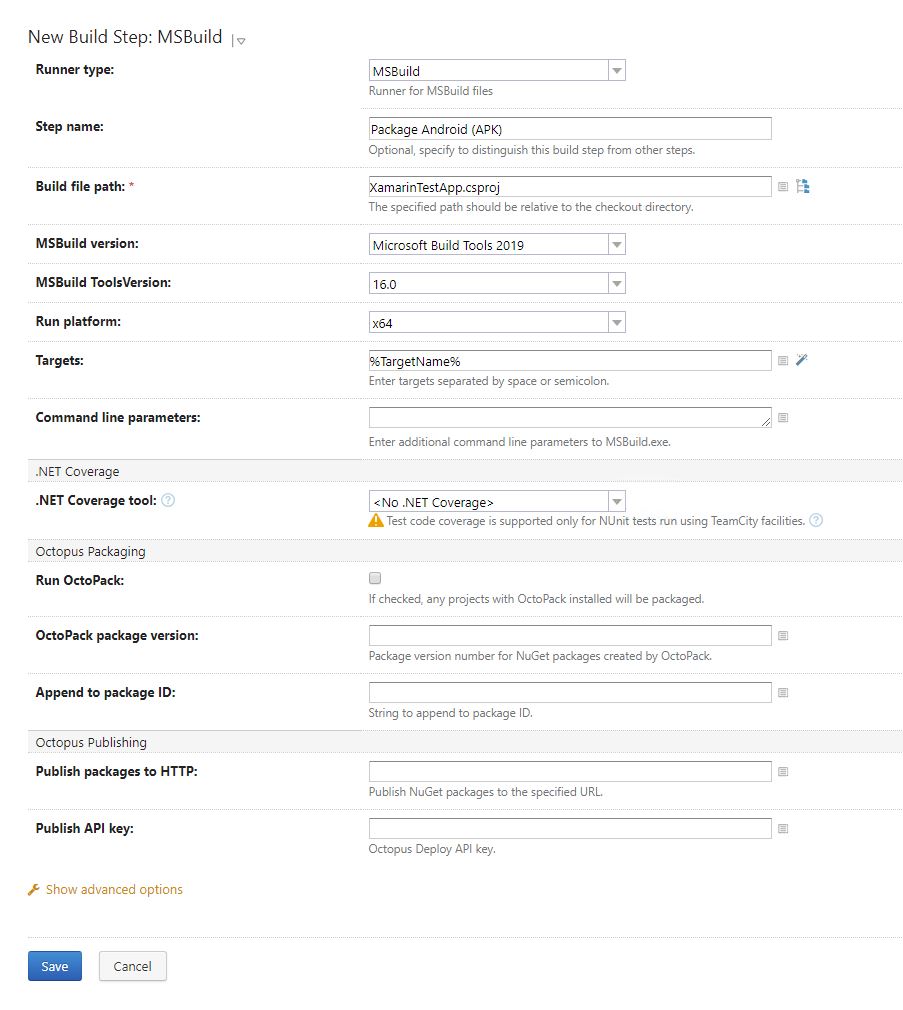 New Build Step: MSBuild
Runner type:
MSBuild
Runner for MSBuild files
Step name:
Package Android (APK)
Optional, specify to distinguish this build step from other steps.
Build file path: *
XamarinTestApp.csproj
The specified path should be relative to the checkout directory.
MSBuild version:
Microsoft Build Tools 2019
MSBuild ToolsVersion:
16.0
Run platform:
x64
Targets:
%TargetName%
Enter targets separated by space or semicolon.
Command line parameters:
Enter additional command line parameters to MSBuild.exe.
.NET Coverage
.NET Coverage tool: ?
<No .NET Coverage>
Test code coverage is supported only for NUnit tests run using TeamCity facilities. ?
Octopus Packaging
Run OctoPack:
If checked, any projects with OctoPack installed will be packaged.
OctoPack package version:
Package version number for NuGet packages created by OctoPack.
Append to package ID:
String to append to package ID.
Octopus Publishing
Publish packages to HTTP:
Publish NuGet packages to the specified URL.
Publish API key:
Octopus Deploy API key.
Show advanced options
Save Cancel